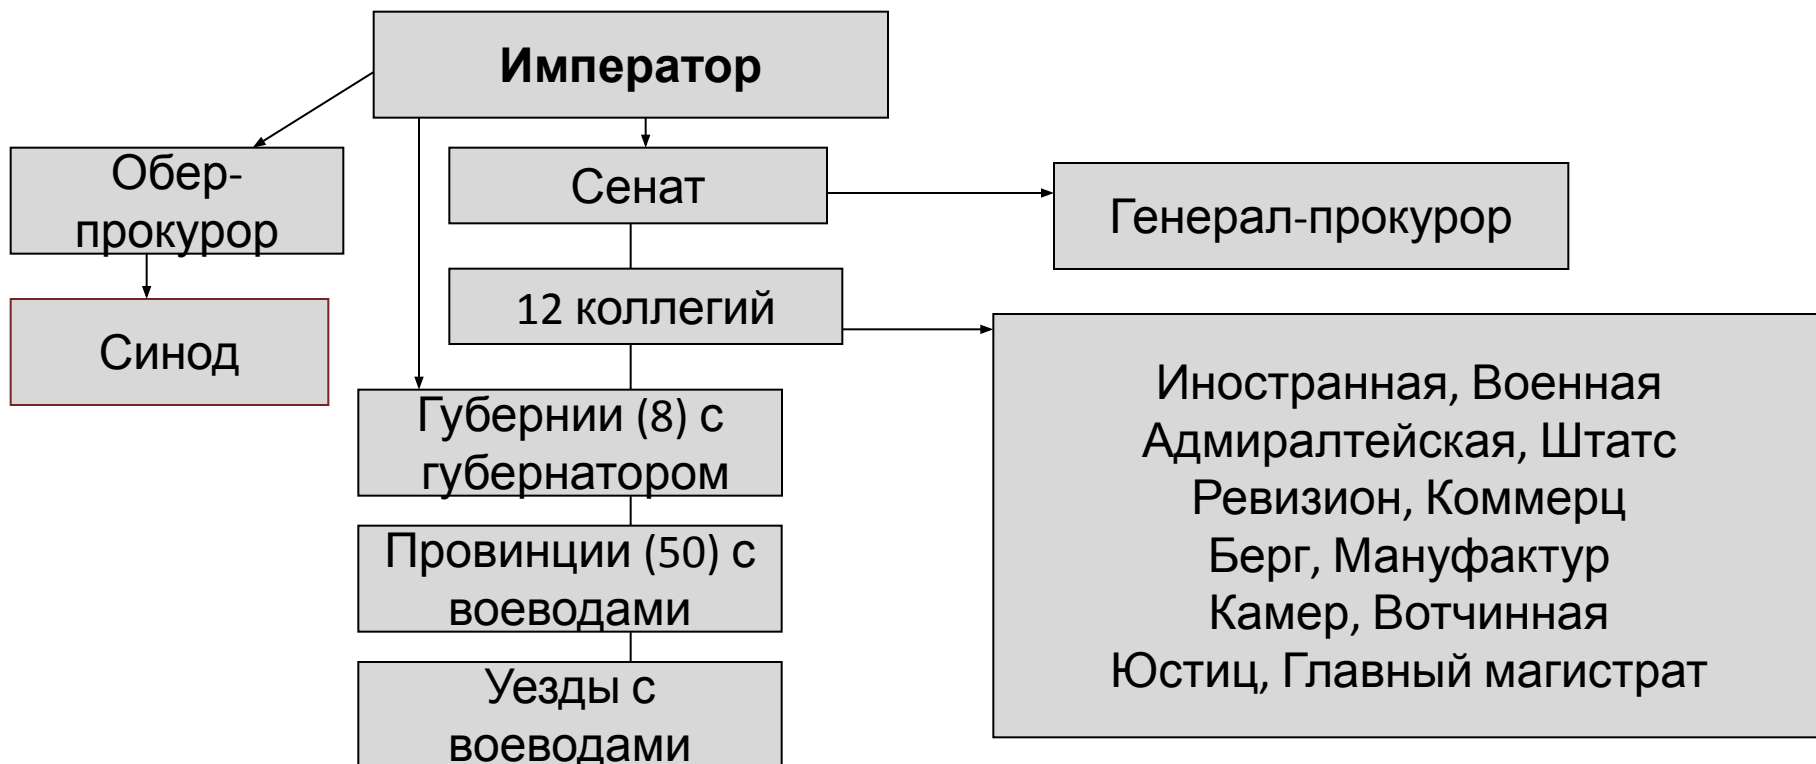 Император
Обер-
прокурор
Синод
Сенат
Генерал-прокурор
12 коллегий
Иностранная, Военная
Адмиралтейская, Штатс
Ревизион, Коммерц
Берг, Мануфактур
Камер, Вотчинная
Юстиц, Главный магистрат
Губернии (8) с
губернатором
Провинции (50) с
воеводами
Уезды с
воеводами